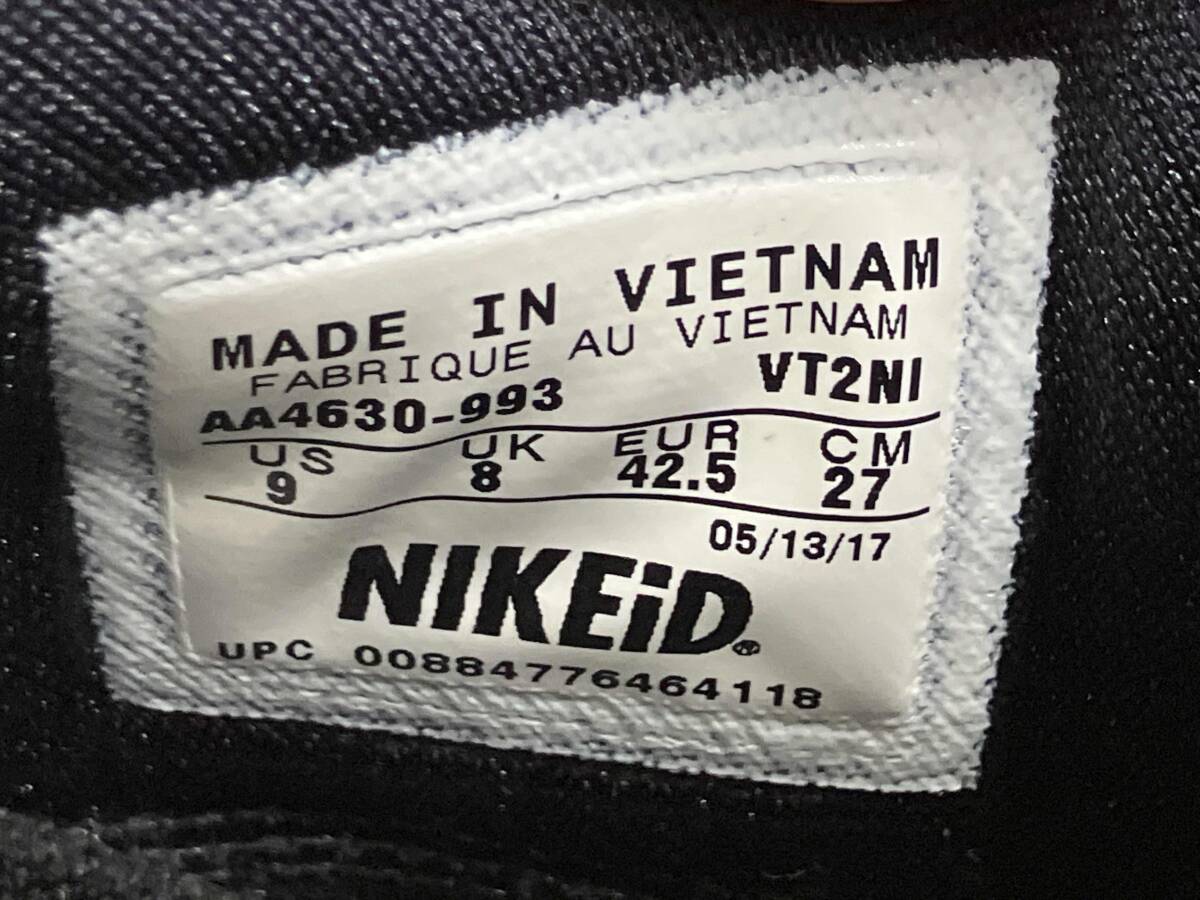 MADE IN VIETNAM
FABRIQUE AU VIETNAM
AA4630-993 VT2NI
US UK EUR CM
9 8 42.5 27
05/13/17
NIKEiD®
UPC 00884776464118